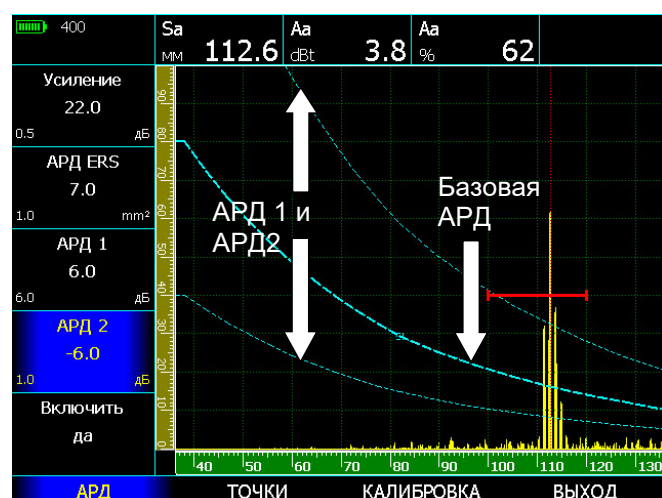 400
Sa
мм 112.6
Aa
dBt 3.8
Aa
% 62
Усиление
22.0
0.5 дБ
АРД ERS
7.0
1.0 mm²
АРД 1
6.0
6.0 дБ
АРД 2
-6.0
1.0 дБ
Включить
да
90
80
70
60
50
40
30
20
10
0
АРД 1 и
АРД2
Базовая
АРД
40 50 60 70 80 90 100 110 120 130
АРД ТОЧКИ КАЛИБРОВКА ВЫХОД